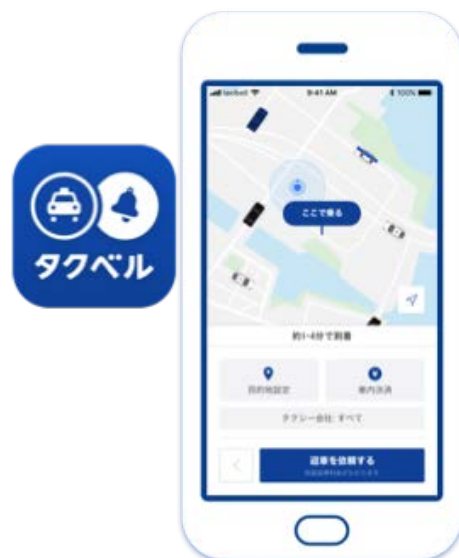 タクベル
taxibell
9:41 AM
100%
ここで乗る
約1-4分で到着
目的地設定
車内決済
タクシー会社: すべて
迎車を依頼する